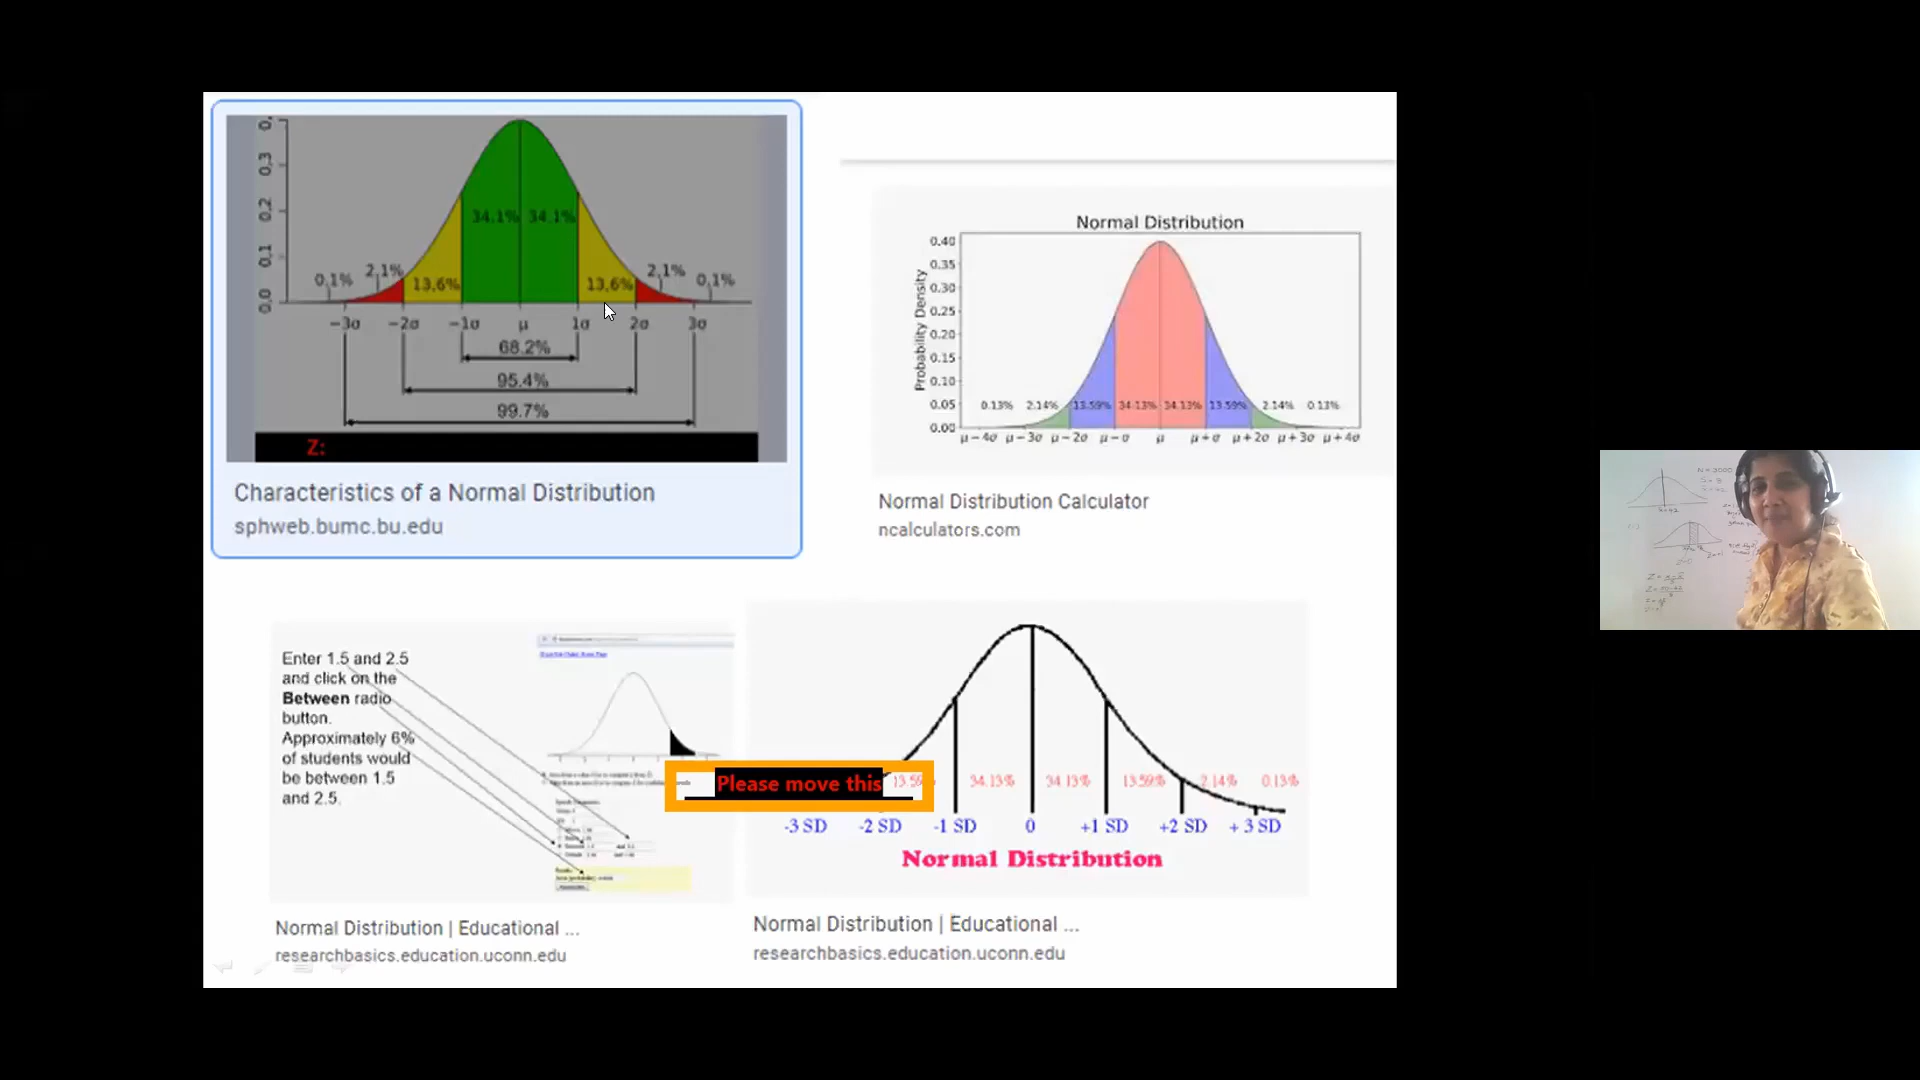 0.0 0.1 0.2 0.3 0.
34.1% 34.1%
0.1% 2.1% 13.6% 13.6% 2.1% 0.1%
−3σ −2σ −1σ μ 1σ 2σ 3σ
68.2%
95.4%
99.7%
Z:
Characteristics of a Normal Distribution
sphweb.bumc.bu.edu
Normal Distribution
Probability Density
0.40
0.35
0.30
0.25
0.20
0.15
0.10
0.05
0.00
0.13% 2.14% 13.59% 34.13% 34.13% 13.59% 2.14% 0.13%
μ − 4σ μ − 3σ μ − 2σ μ − σ μ μ + σ μ + 2σ μ + 3σ μ + 4σ
Normal Distribution Calculator
ncalculators.com
Enter 1.5 and 2.5
and click on the
Between radio
button.
Approximately 6%
of students would
be between 1.5
and 2.5.
Normal Distribution | Educational ...
researchbasics.education.uconn.edu
Please move this
34.13% 34.13% 13.59% 2.14% 0.13%
-3 SD -2 SD -1 SD 0 +1 SD +2 SD + 3 SD
Normal Distribution
Normal Distribution | Educational ...
researchbasics.education.uconn.edu